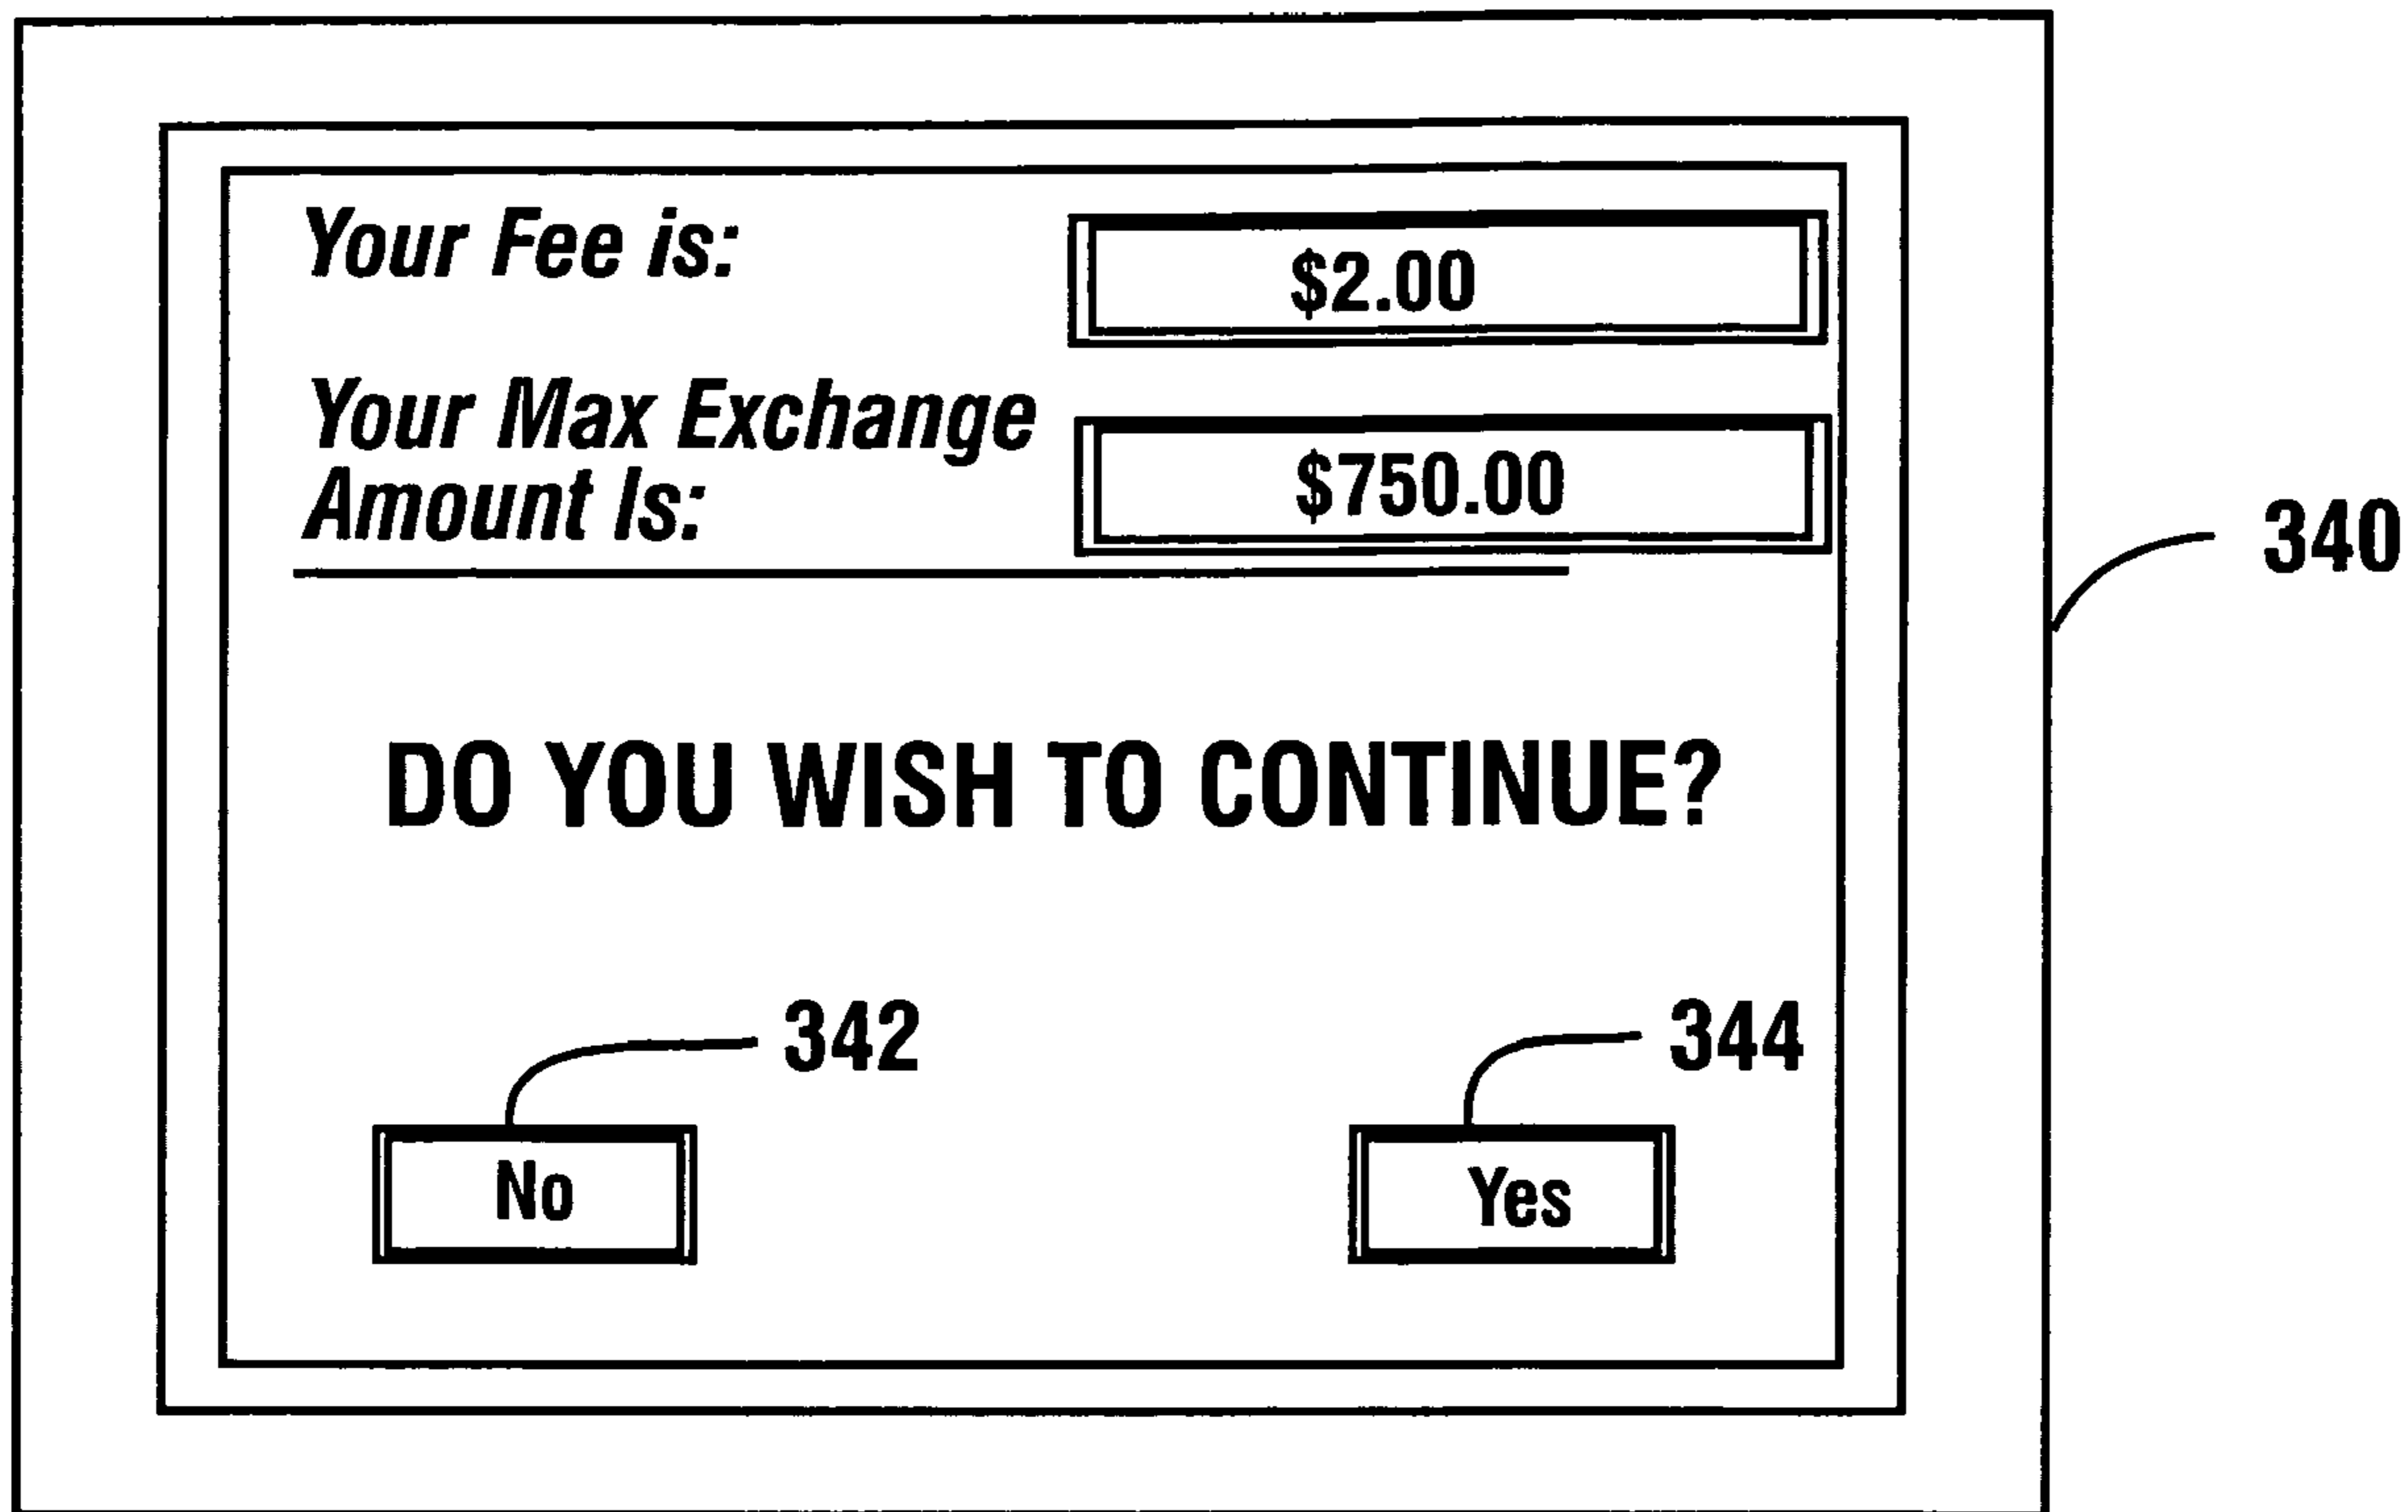 Your Fee is:
$2.00
Your Max Exchange
Amount Is:
$750.00
340
DO YOU WISH TO CONTINUE?
342
344
No
Yes